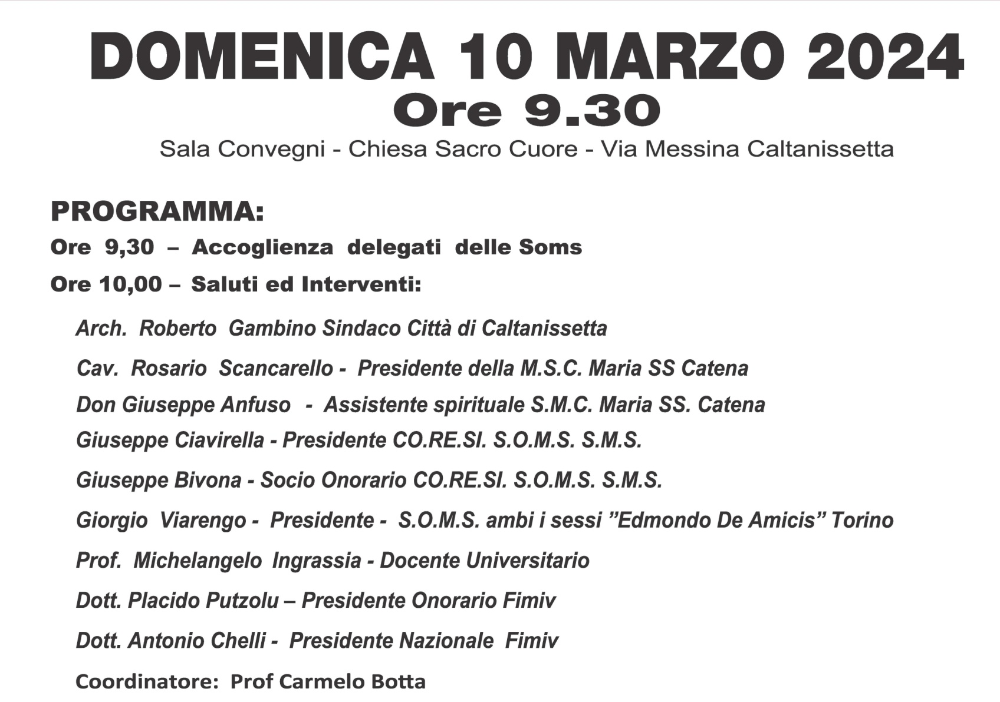 DOMENICA 10 MARZO 2024
Ore 9.30
Sala Convegni - Chiesa Sacro Cuore - Via Messina Caltanissetta
PROGRAMMA:
Ore 9,30 – Accoglienza delegati delle Soms
Ore 10,00 – Saluti ed Interventi:
Arch. Roberto Gambino Sindaco Città di Caltanissetta
Cav. Rosario Scancarello - Presidente della M.S.C. Maria SS Catena
Don Giuseppe Anfuso - Assistente spirituale S.M.C. Maria SS. Catena
Giuseppe Ciavirella - Presidente CO.RE.SI. S.O.M.S. S.M.S.
Giuseppe Bivona - Socio Onorario CO.RE.SI. S.O.M.S. S.M.S.
Giorgio Viarengo - Presidente - S.O.M.S. ambi i sessi ”Edmondo De Amicis” Torino
Prof. Michelangelo Ingrassia - Docente Universitario
Dott. Placido Putzolu – Presidente Onorario Fimiv
Dott. Antonio Chelli - Presidente Nazionale Fimiv
Coordinatore: Prof Carmelo Botta